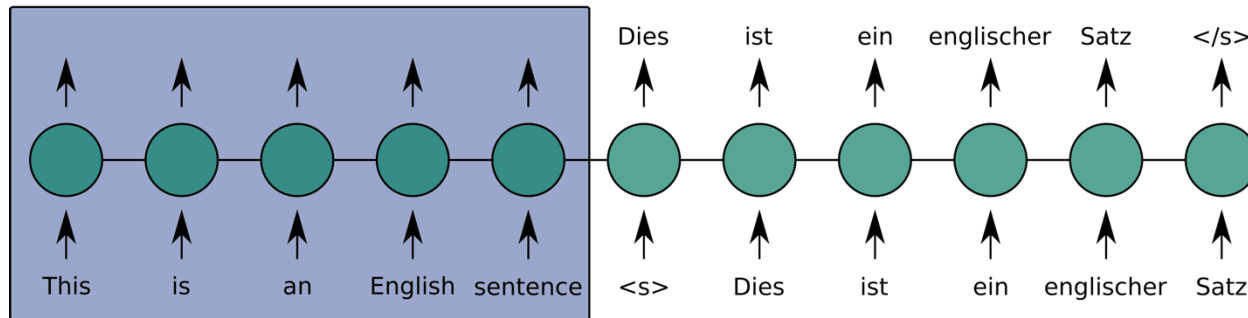 Dies ist ein englischer Satz </s>
This is an English sentence <s> Dies ist ein englischer Satz